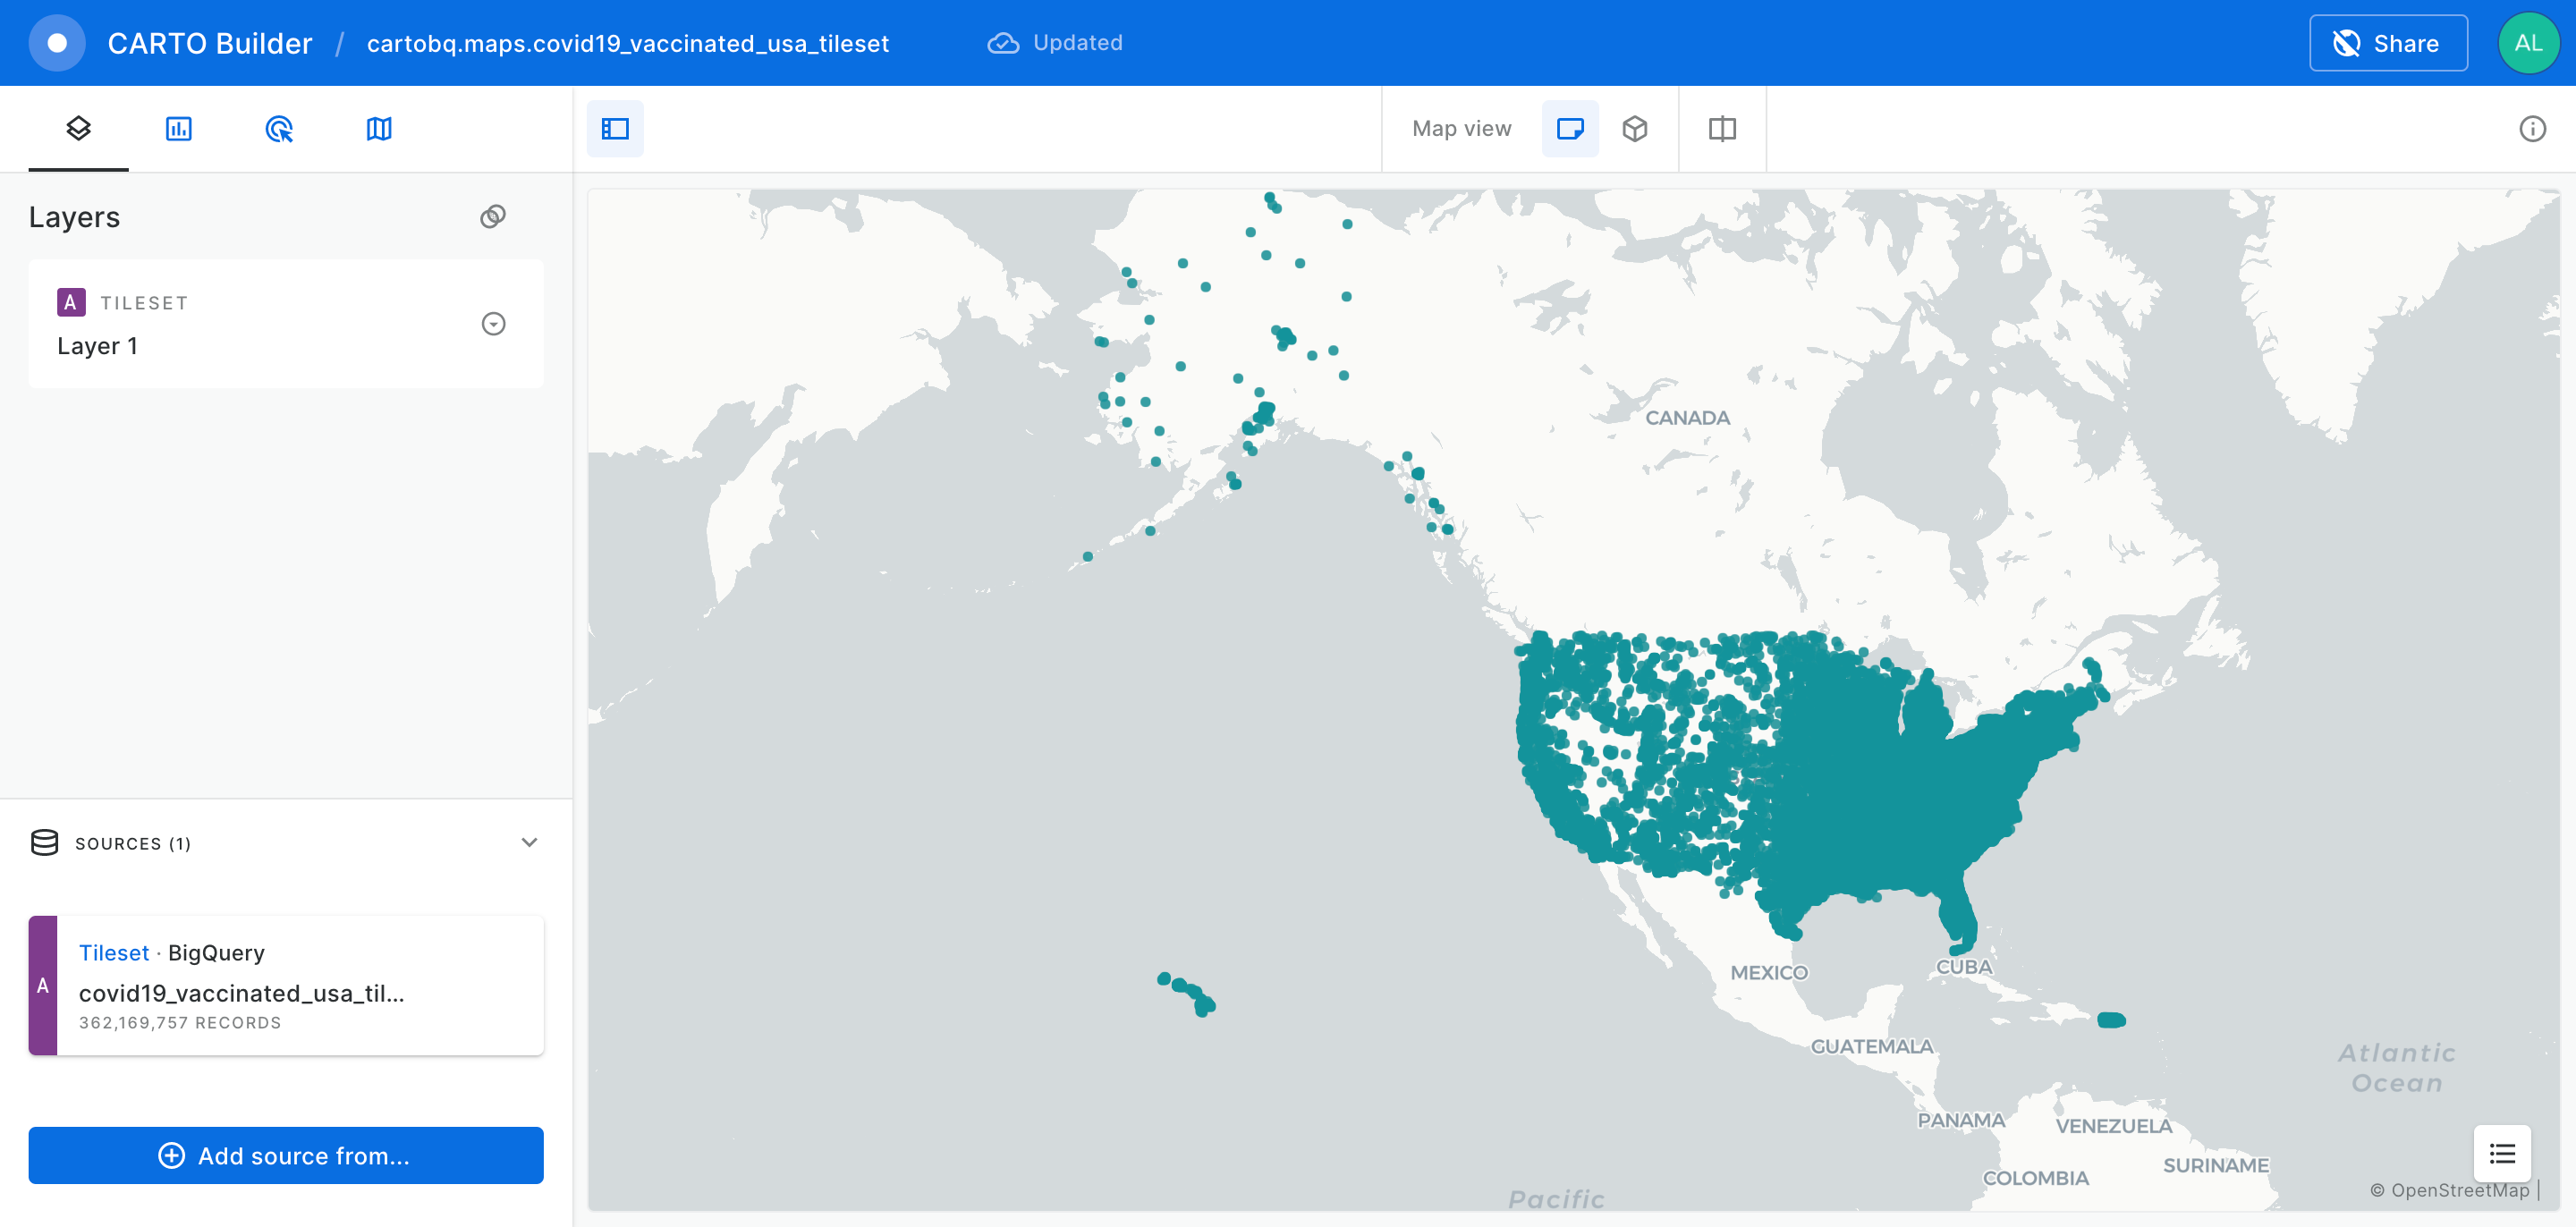 CARTO Builder / cartobq.maps.covid19_vaccinated_usa_tileset
Updated
Share
AL
Map view
Layers
A TILESET
Layer 1
SOURCES (1)
A
Tileset · BigQuery
covid19_vaccinated_usa_til...
362,169,757 RECORDS
Add source from...
CANADA
MEXICO
CUBA
GUATEMALA
Atlantic
Ocean
PANAMA
VENEZUELA
SURINAME
COLOMBIA
Pacific
© OpenStreetMap |